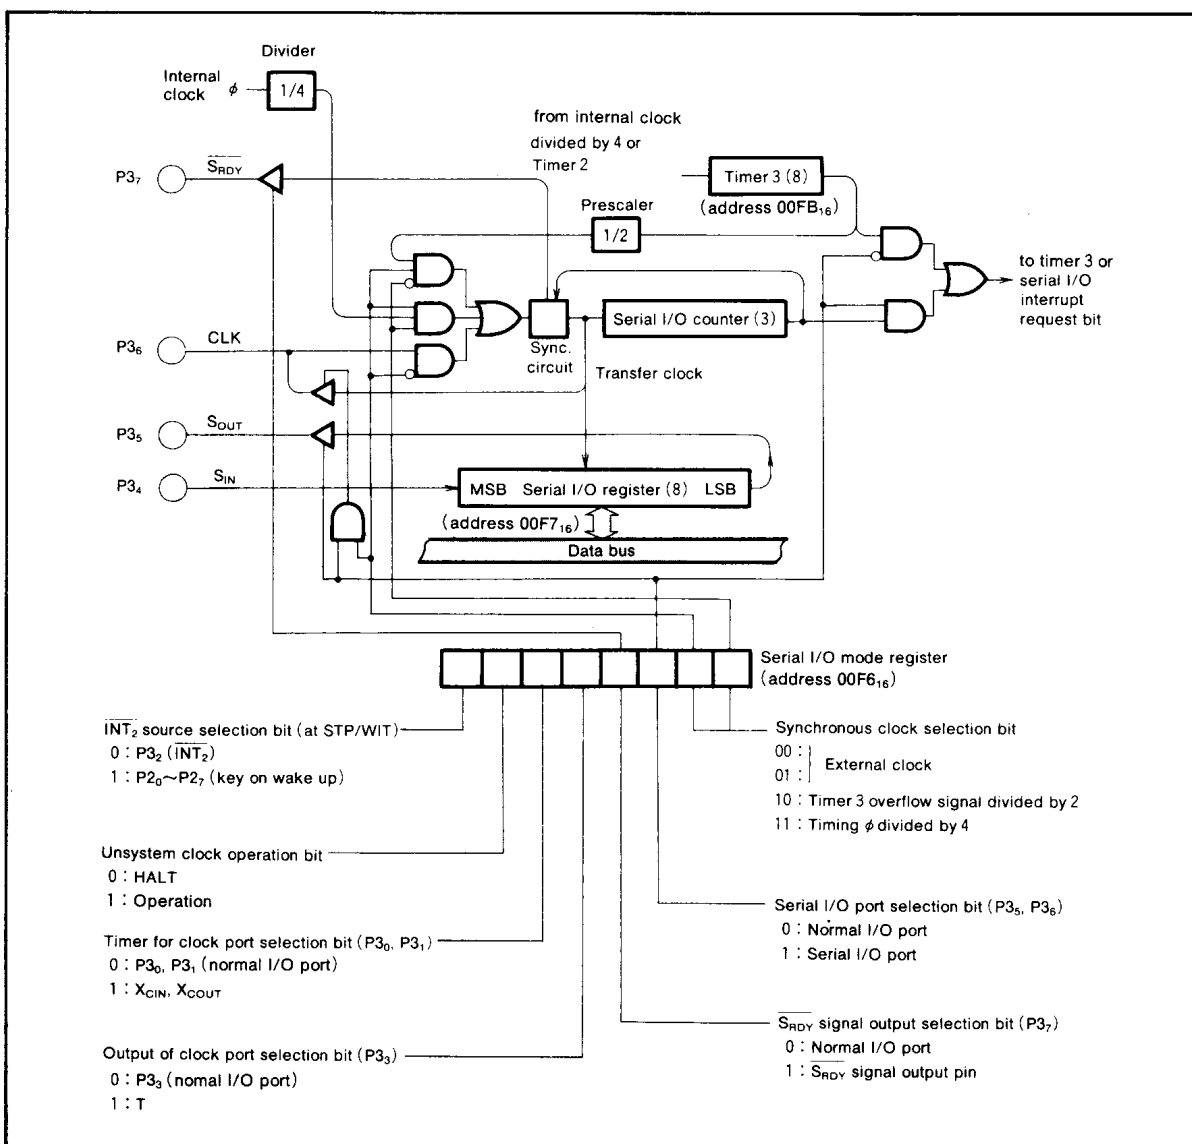 Divider
Internal
clock φ
1/4
from internal clock
divided by 4 or
Timer 2
P3₇
S̅R̅D̅Y̅
Timer 3 (8)
(address 00FB₁₆)
Prescaler
1/2
to timer 3 or
serial I/O
interrupt
request bit
P3₆
CLK
Serial I/O counter (3)
Sync.
circuit
Transfer clock
P3₅
SOUT
P3₄
SIN
MSB Serial I/O register (8) LSB
(address 00F7₁₆)
Data bus
Serial I/O mode register
(address 00F6₁₆)
I̅N̅T̅₂ source selection bit (at STP/WIT)
0 : P3₂ (I̅N̅T̅₂)
1 : P2₀~P2₇ (key on wake up)
Unsystem clock operation bit
0 : HALT
1 : Operation
Timer for clock port selection bit (P3₀, P3₁)
0 : P3₀, P3₁ (normal I/O port)
1 : XCIN, XCOUT
Output of clock port selection bit (P3₃)
0 : P3₃ (nomal I/O port)
1 : T
Synchronous clock selection bit
00 :
01 :
External clock
10 : Timer 3 overflow signal divided by 2
11 : Timing φ divided by 4
Serial I/O port selection bit (P3₅, P3₆)
0 : Normal I/O port
1 : Serial I/O port
S̅R̅D̅Y̅ signal output selection bit (P3₇)
0 : Normal I/O port
1 : S̅R̅D̅Y̅ signal output pin